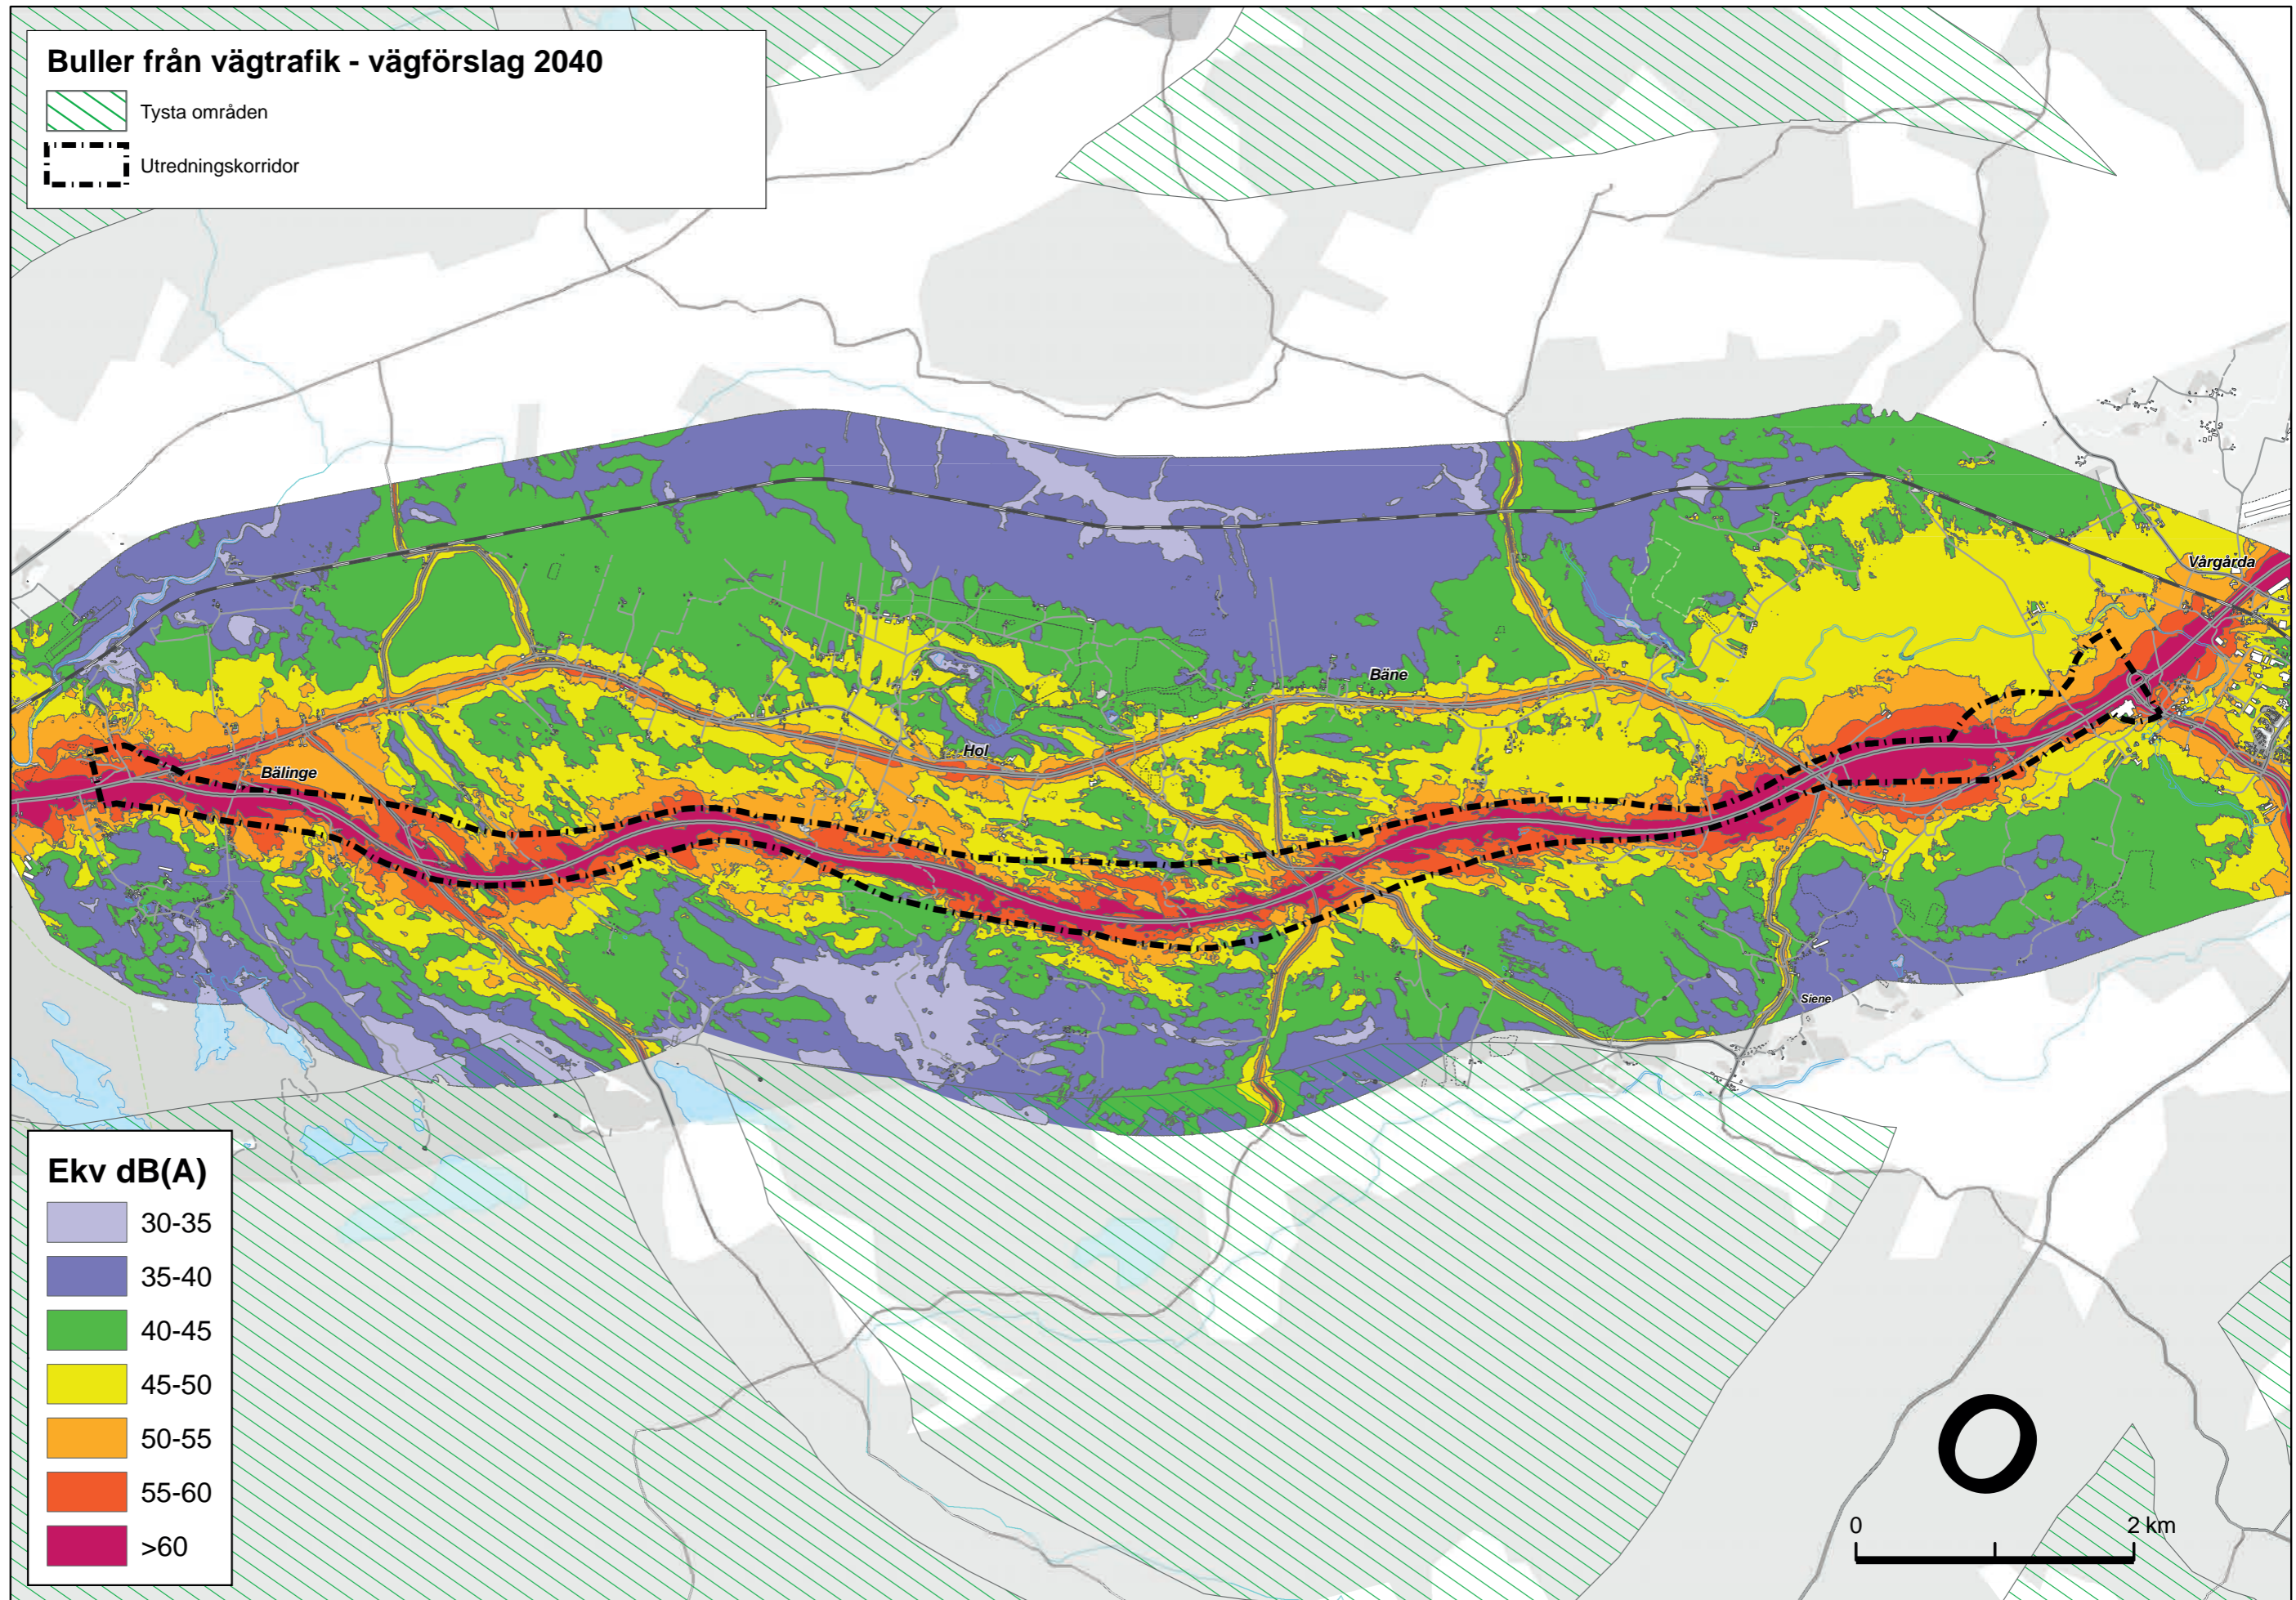 Buller från vägtrafik - vägförslag 2040
Tysta områden
Utredningskorridor
Vårgårda
Bäne
Hol
Bälinge
Siene
Ekv dB(A)
30-35
35-40
40-45
45-50
50-55
55-60
>60
0 2 km